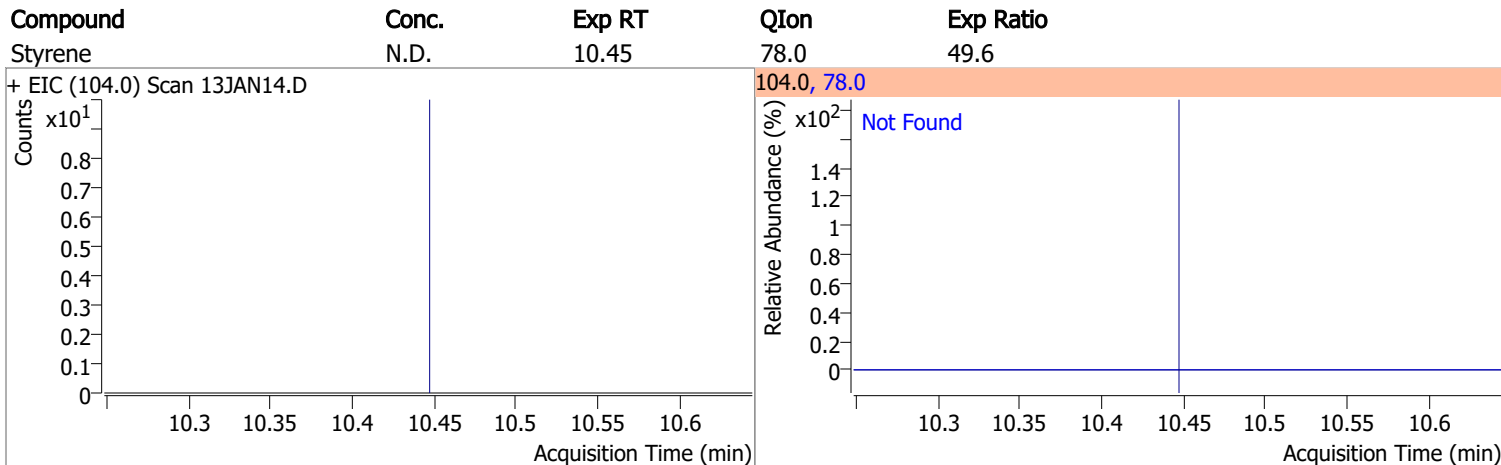 Compound Conc. Exp RT QIon Exp Ratio
Styrene N.D. 10.45 78.0 49.6
+ EIC (104.0) Scan 13JAN14.D
Counts
x10^1
0.8
0.7
0.6
0.5
0.4
0.3
0.2
0.1
0
10.3 10.35 10.4 10.45 10.5 10.55 10.6
Acquisition Time (min)
104.0, 78.0
Relative Abundance (%)
x10^2
Not Found
1.4
1.2
1
0.8
0.6
0.4
0.2
0
10.3 10.35 10.4 10.45 10.5 10.55 10.6
Acquisition Time (min)